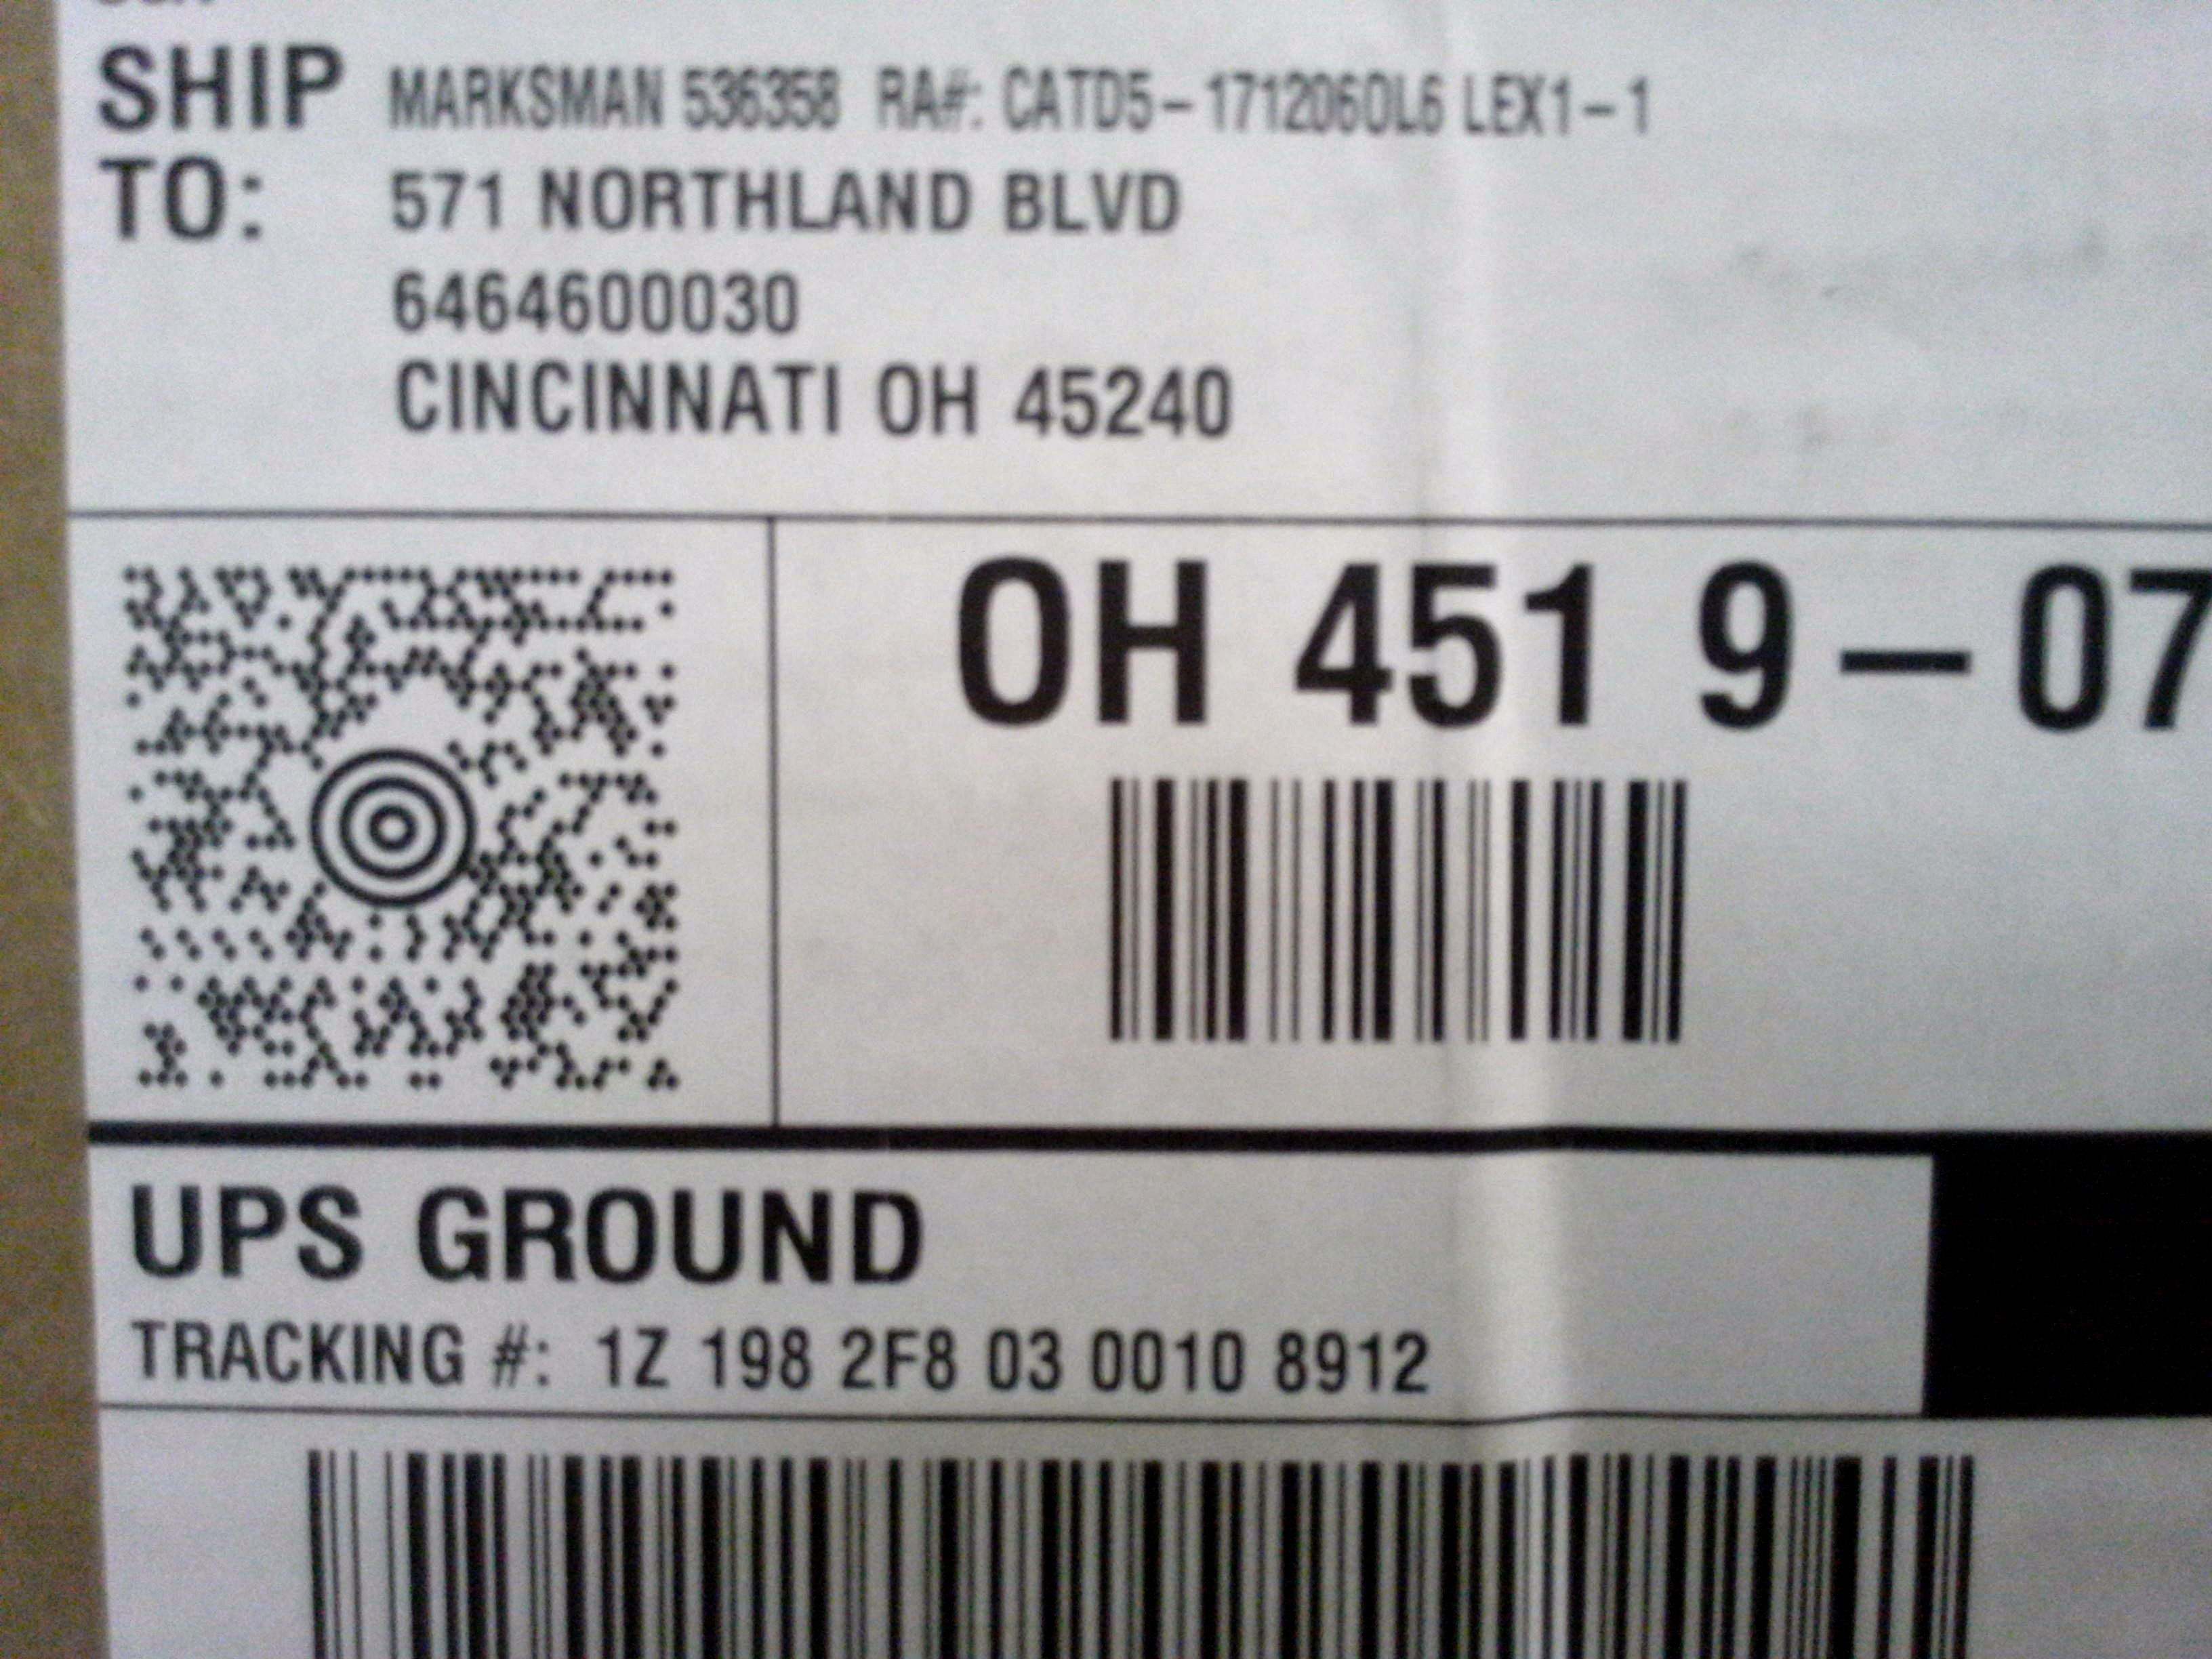 SHIP TO: MARKSMAN 536358 RA#: CATD5-171206OL6 LEX1-1
571 NORTHLAND BLVD
6464600030
CINCINNATI OH 45240
OH 451 9-07
UPS GROUND
TRACKING #: 1Z 198 2F8 03 0010 8912